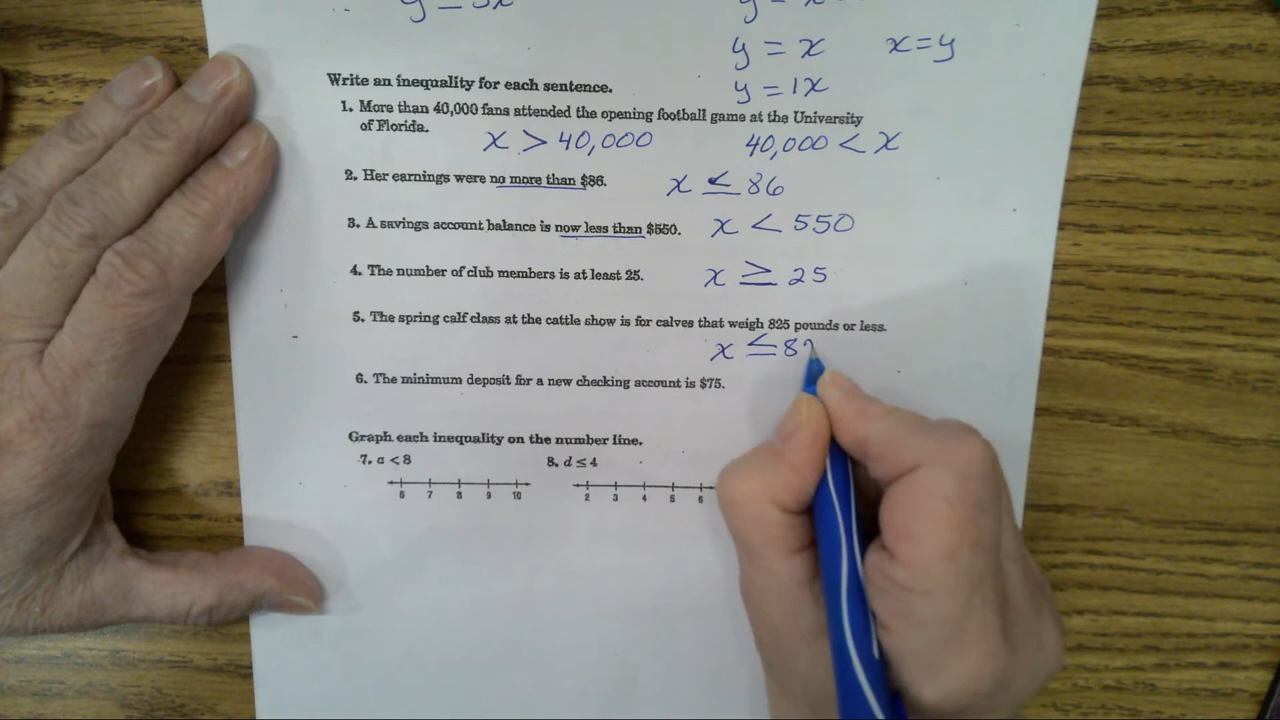 y = x x=y
Write an inequality for each sentence.
y = 1x
1. More than 40,000 fans attended the opening football game at the University
of Florida.
x > 40,000 40,000 < x
2. Her earnings were no more than $86. x ≤ 86
3. A savings account balance is now less than $550. x < 550
4. The number of club members is at least 25. x ≥ 25
5. The spring calf class at the cattle show is for calves that weigh 825 pounds or less.
x ≤ 82
6. The minimum deposit for a new checking account is $75.
Graph each inequality on the number line.
7. a < 8 8. d ≤ 4
6 7 8 9 10 2 3 4 5 6